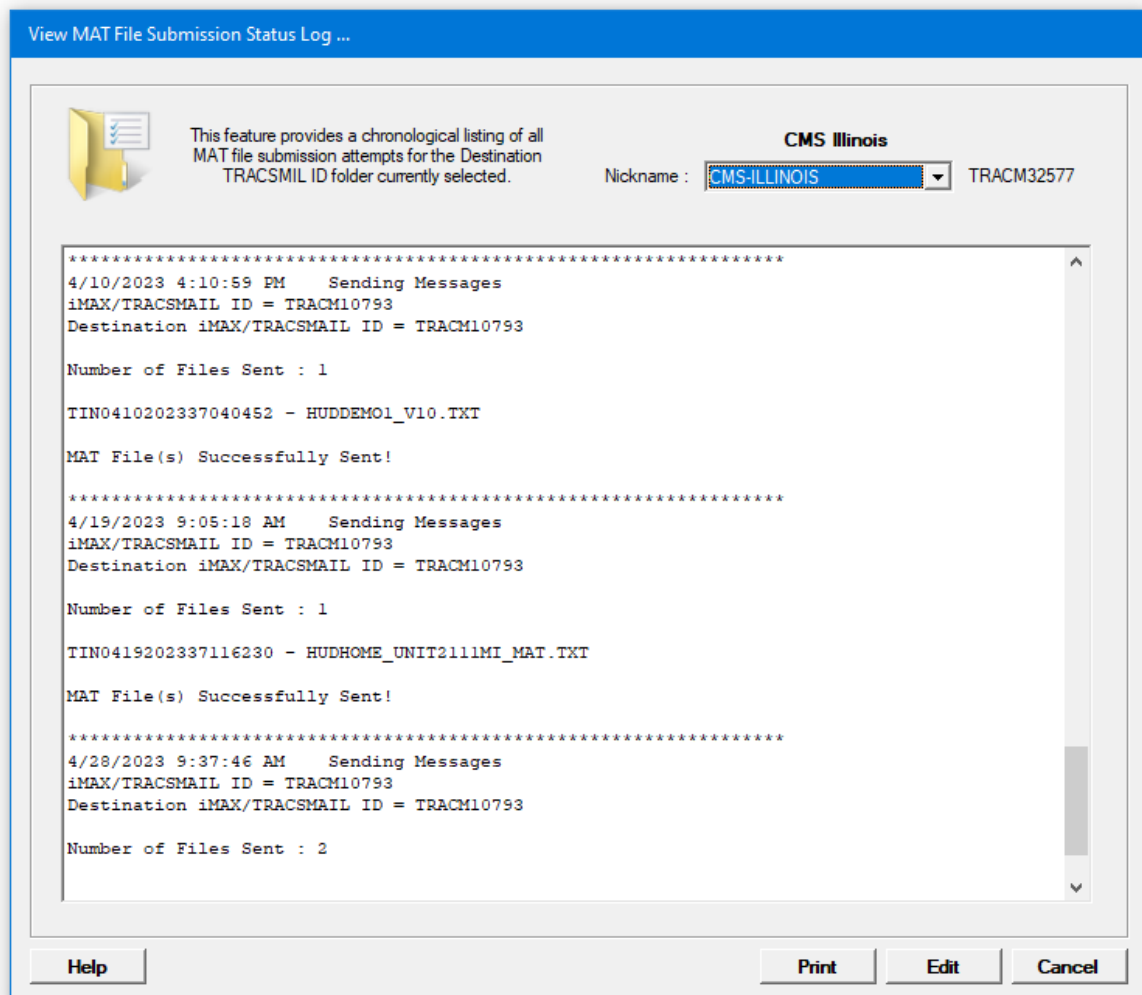 View MAT File Submission Status Log ...
This feature provides a chronological listing of all
MAT file submission attempts for the Destination
TRACSMIL ID folder currently selected.
CMS Illinois
Nickname : CMS-ILLINOIS TRACM32577
******************************************************************
4/10/2023 4:10:59 PM    Sending Messages
iMAX/TRACSMAIL ID = TRACM10793
Destination iMAX/TRACSMAIL ID = TRACM10793
Number of Files Sent : 1
TIN0410202337040452 - HUDDEMO1_V10.TXT
MAT File(s) Successfully Sent!
******************************************************************
4/19/2023 9:05:18 AM    Sending Messages
iMAX/TRACSMAIL ID = TRACM10793
Destination iMAX/TRACSMAIL ID = TRACM10793
Number of Files Sent : 1
TIN0419202337116230 - HUDHOME_UNIT2111MI_MAT.TXT
MAT File(s) Successfully Sent!
******************************************************************
4/28/2023 9:37:46 AM    Sending Messages
iMAX/TRACSMAIL ID = TRACM10793
Destination iMAX/TRACSMAIL ID = TRACM10793
Number of Files Sent : 2
Help Print Edit Cancel